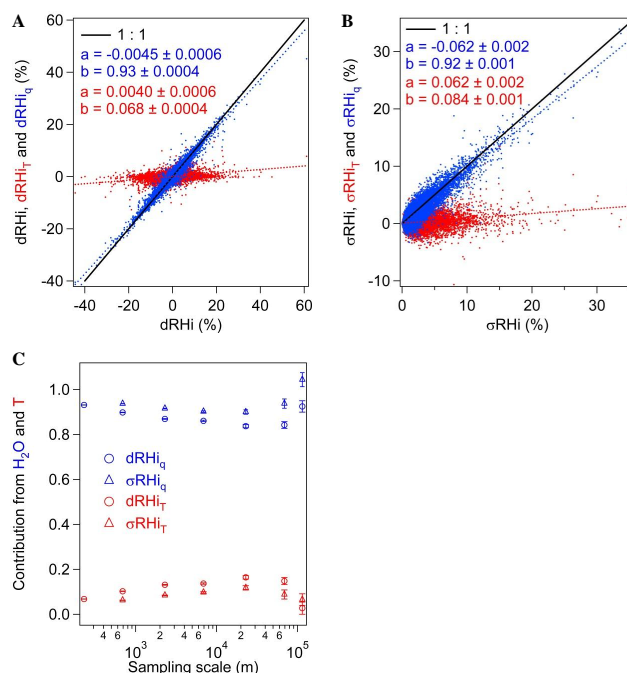 A
1 : 1
a = -0.0045 ± 0.0006
b = 0.93 ± 0.0004
a = 0.0040 ± 0.0006
b = 0.068 ± 0.0004
60
40
20
0
-20
-40
dRHi, dRHiT and dRHiq (%)
-40 -20 0 20 40 60
dRHi (%)
B
1 : 1
a = -0.062 ± 0.002
b = 0.92 ± 0.001
a = 0.062 ± 0.002
b = 0.084 ± 0.001
30
20
10
0
-10
σRHi, σRHiT and σRHiq (%)
0 10 20 30
σRHi (%)
C
1.0
0.8
0.6
0.4
0.2
0.0
Contribution from H2O and T
dRHiq
σRHiq
dRHiT
σRHiT
4 6 2 4 6 2 4 6
10^3 10^4 10^5
Sampling scale (m)